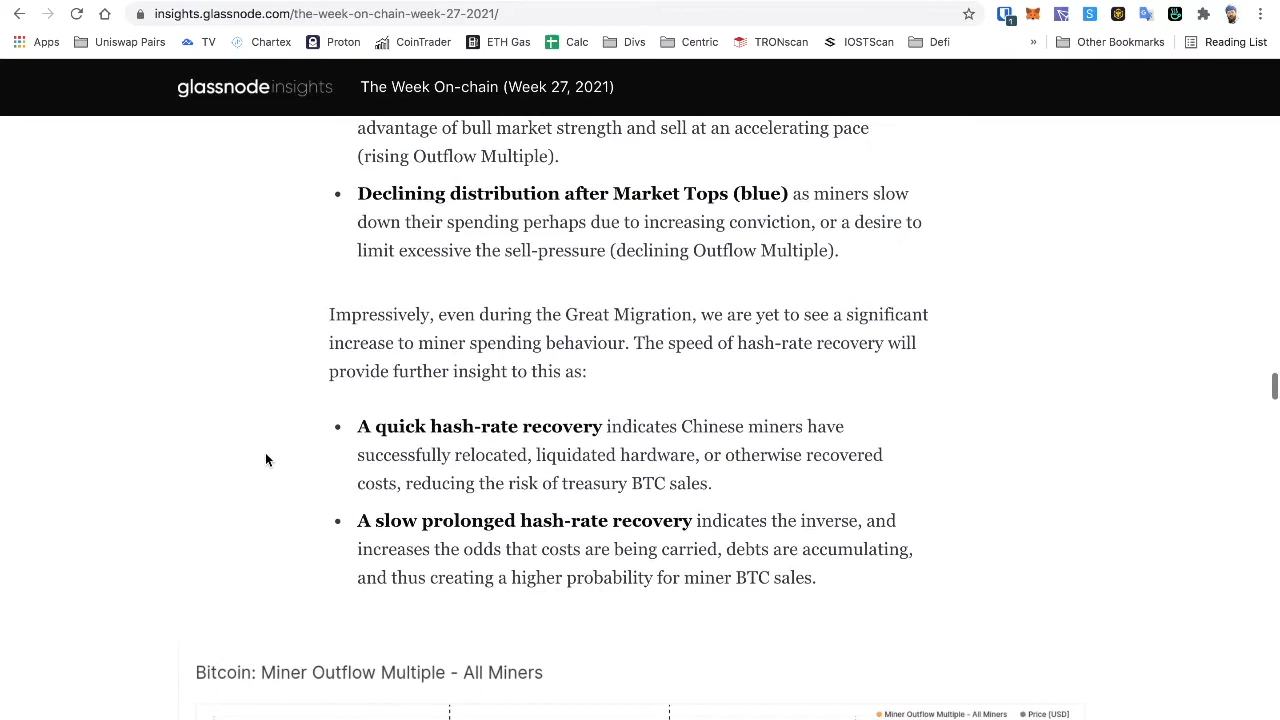 insights.glassnode.com/the-week-on-chain-week-27-2021/
1
Apps Uniswap Pairs TV Chartex Proton CoinTrader ETH Gas Calc Divs Centric TRONscan IOSTScan Defi » Other Bookmarks Reading List
glassnodeinsights The Week On-chain (Week 27, 2021)
advantage of bull market strength and sell at an accelerating pace
(rising Outflow Multiple).
• Declining distribution after Market Tops (blue) as miners slow
down their spending perhaps due to increasing conviction, or a desire to
limit excessive the sell-pressure (declining Outflow Multiple).
Impressively, even during the Great Migration, we are yet to see a significant
increase to miner spending behaviour. The speed of hash-rate recovery will
provide further insight to this as:
• A quick hash-rate recovery indicates Chinese miners have
successfully relocated, liquidated hardware, or otherwise recovered
costs, reducing the risk of treasury BTC sales.
• A slow prolonged hash-rate recovery indicates the inverse, and
increases the odds that costs are being carried, debts are accumulating,
and thus creating a higher probability for miner BTC sales.
Bitcoin: Miner Outflow Multiple - All Miners
Miner Outflow Multiple - All Miners Price [USD]